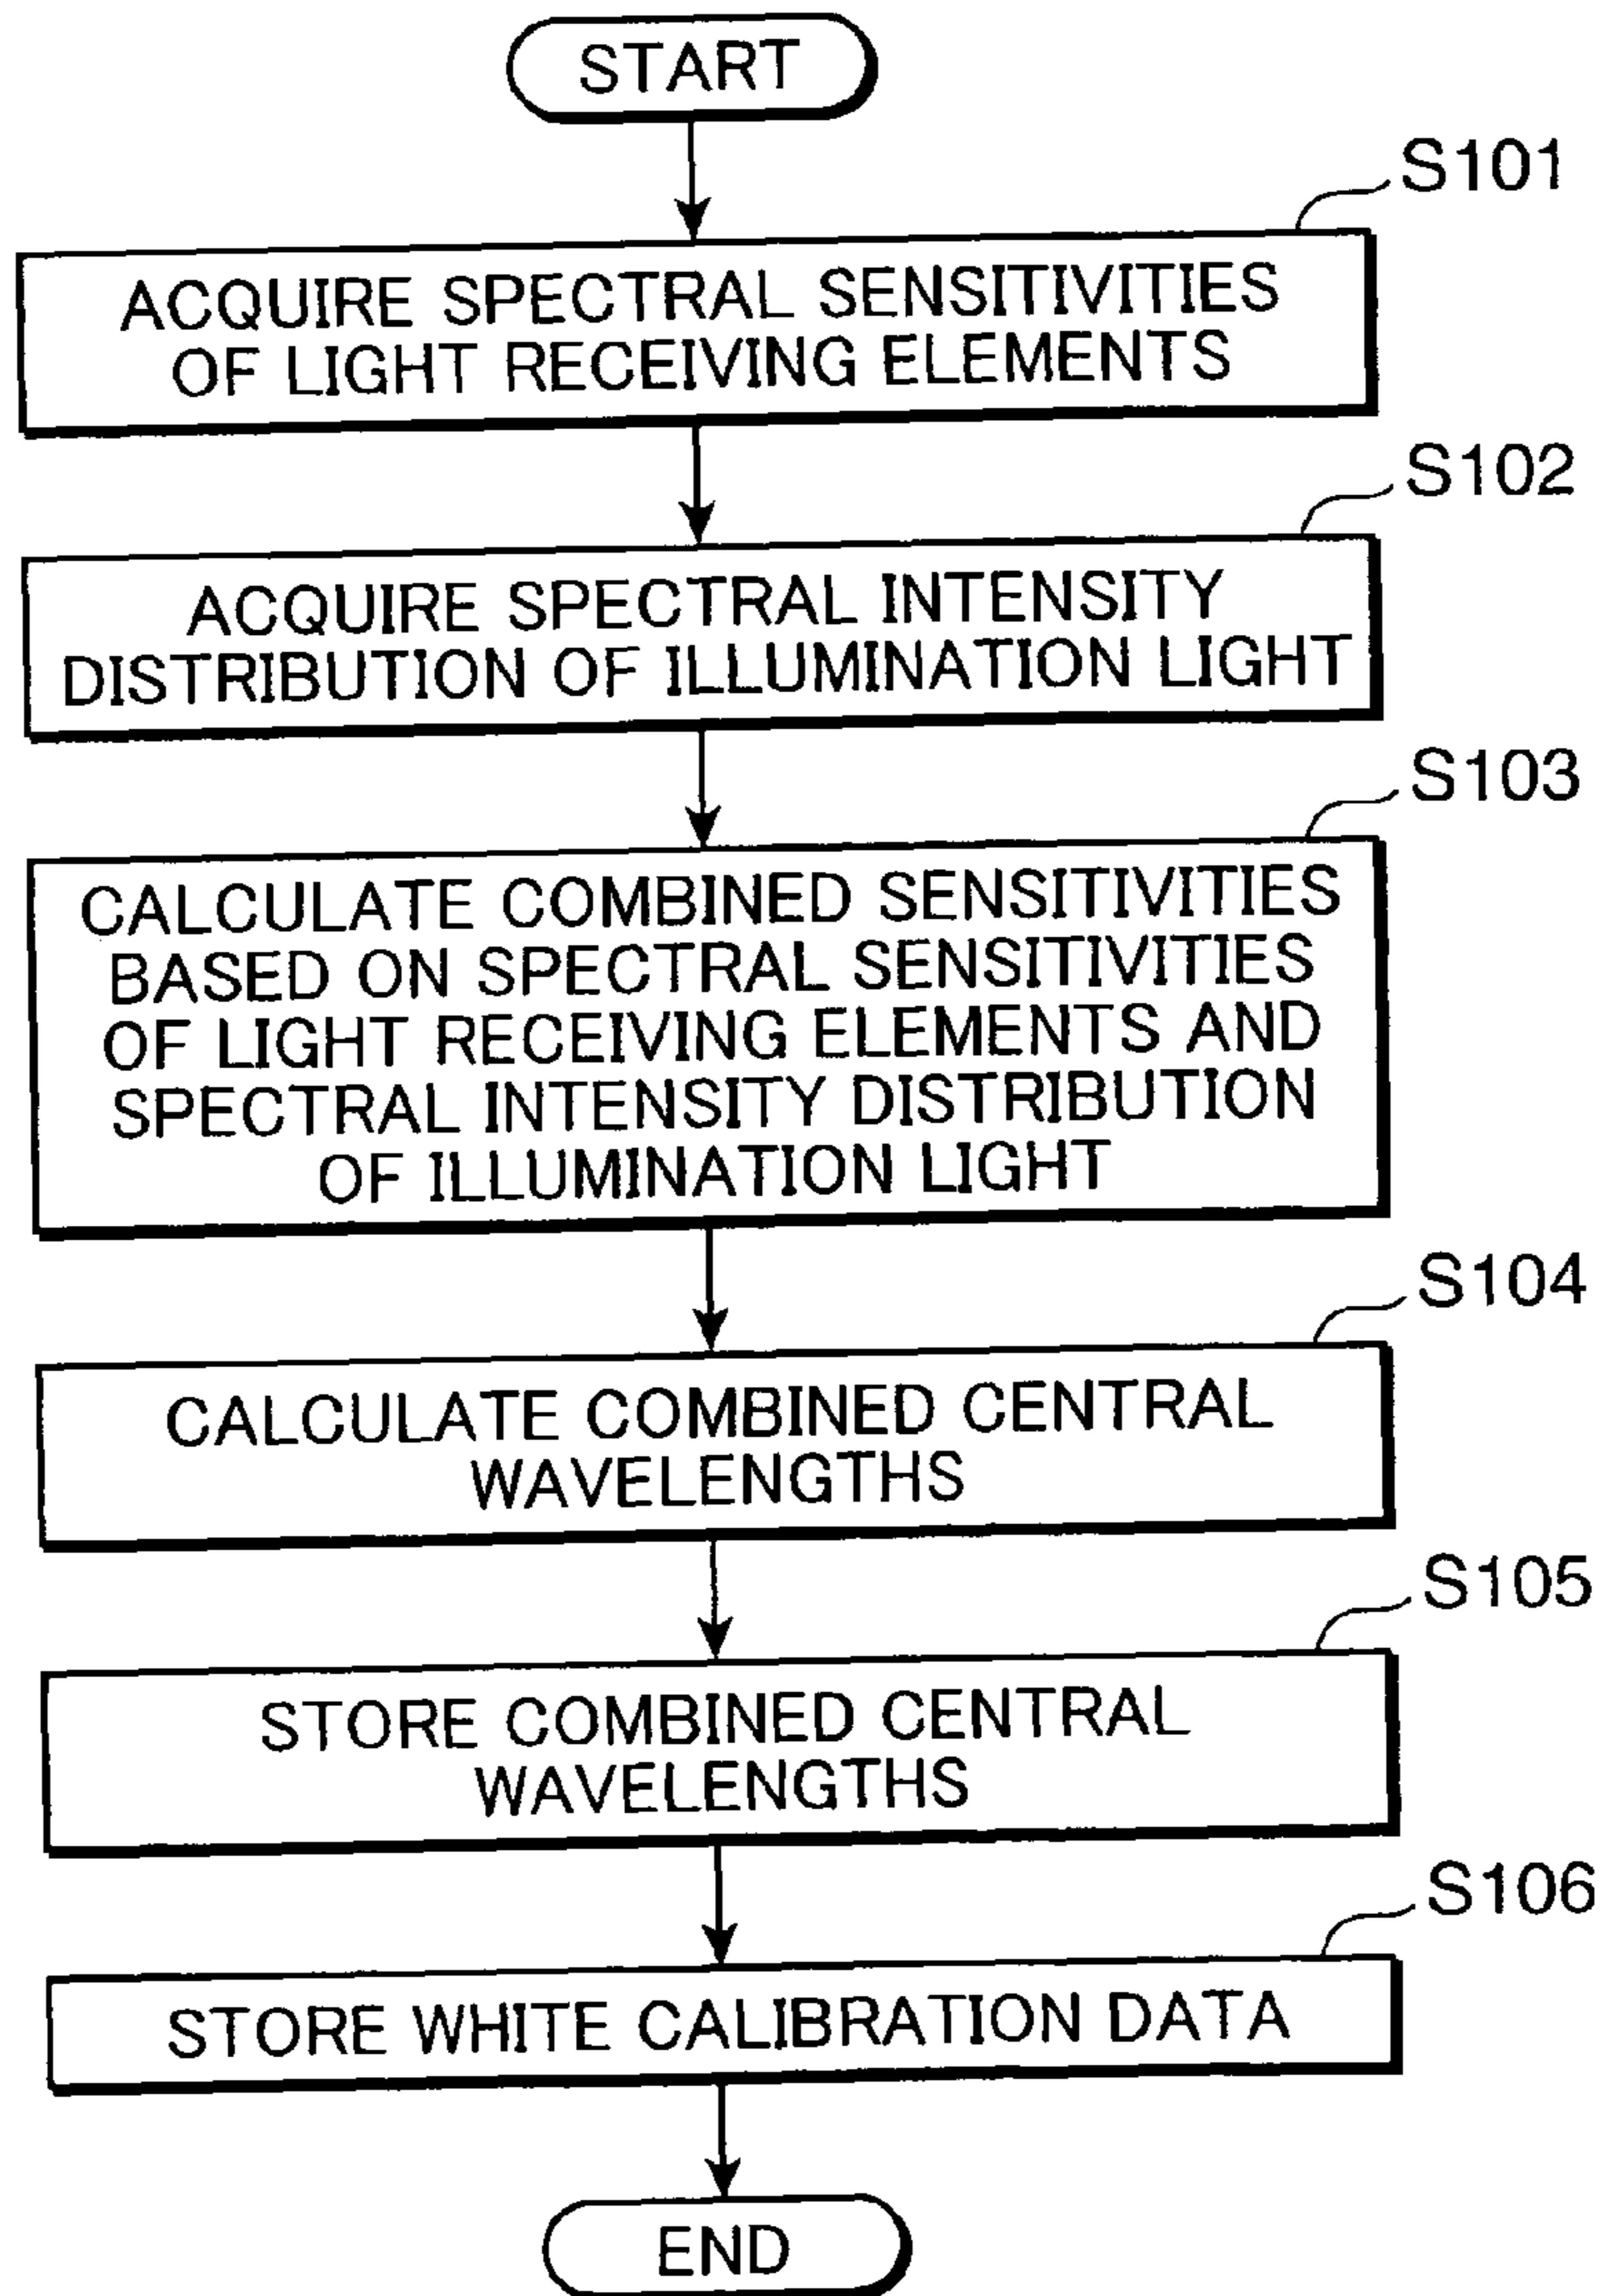 START
S101
ACQUIRE SPECTRAL SENSITIVITIES
OF LIGHT RECEIVING ELEMENTS
S102
ACQUIRE SPECTRAL INTENSITY
DISTRIBUTION OF ILLUMINATION LIGHT
S103
CALCULATE COMBINED SENSITIVITIES
BASED ON SPECTRAL SENSITIVITIES
OF LIGHT RECEIVING ELEMENTS AND
SPECTRAL INTENSITY DISTRIBUTION
OF ILLUMINATION LIGHT
S104
CALCULATE COMBINED CENTRAL
WAVELENGTHS
S105
STORE COMBINED CENTRAL
WAVELENGTHS
S106
STORE WHITE CALIBRATION DATA
END